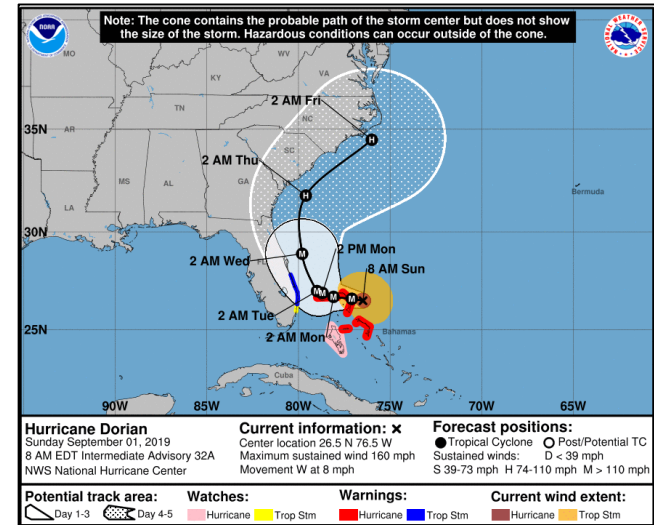 Note: The cone contains the probable path of the storm center but does not show
the size of the storm. Hazardous conditions can occur outside of the cone.
NOAA
NATIONAL WEATHER SERVICE
MO
WV
VA
KY
2 AM Fri
TN
NC
35N
AR
SC
2 AM Thu
MS
AL
GA
Bermuda
LA
30N
2 PM Mon
2 AM Wed
FL
8 AM Sun
2 AM Tue
2 AM Mon
25N
Bahamas
Cuba
90W
85W
80W
75W
70W
65W
H
H
M
M
M
M
M
Hurricane Dorian
Sunday September 01, 2019
8 AM EDT Intermediate Advisory 32A
NWS National Hurricane Center
Current information: ×
Center location 26.5 N 76.5 W
Maximum sustained wind 160 mph
Movement W at 8 mph
Forecast positions:
Tropical Cyclone Post/Potential TC
Sustained winds: D < 39 mph
S 39-73 mph H 74-110 mph M > 110 mph
Potential track area:
Day 1-3 Day 4-5
Watches:
Hurricane Trop Stm
Warnings:
Hurricane Trop Stm
Current wind extent:
Hurricane Trop Stm